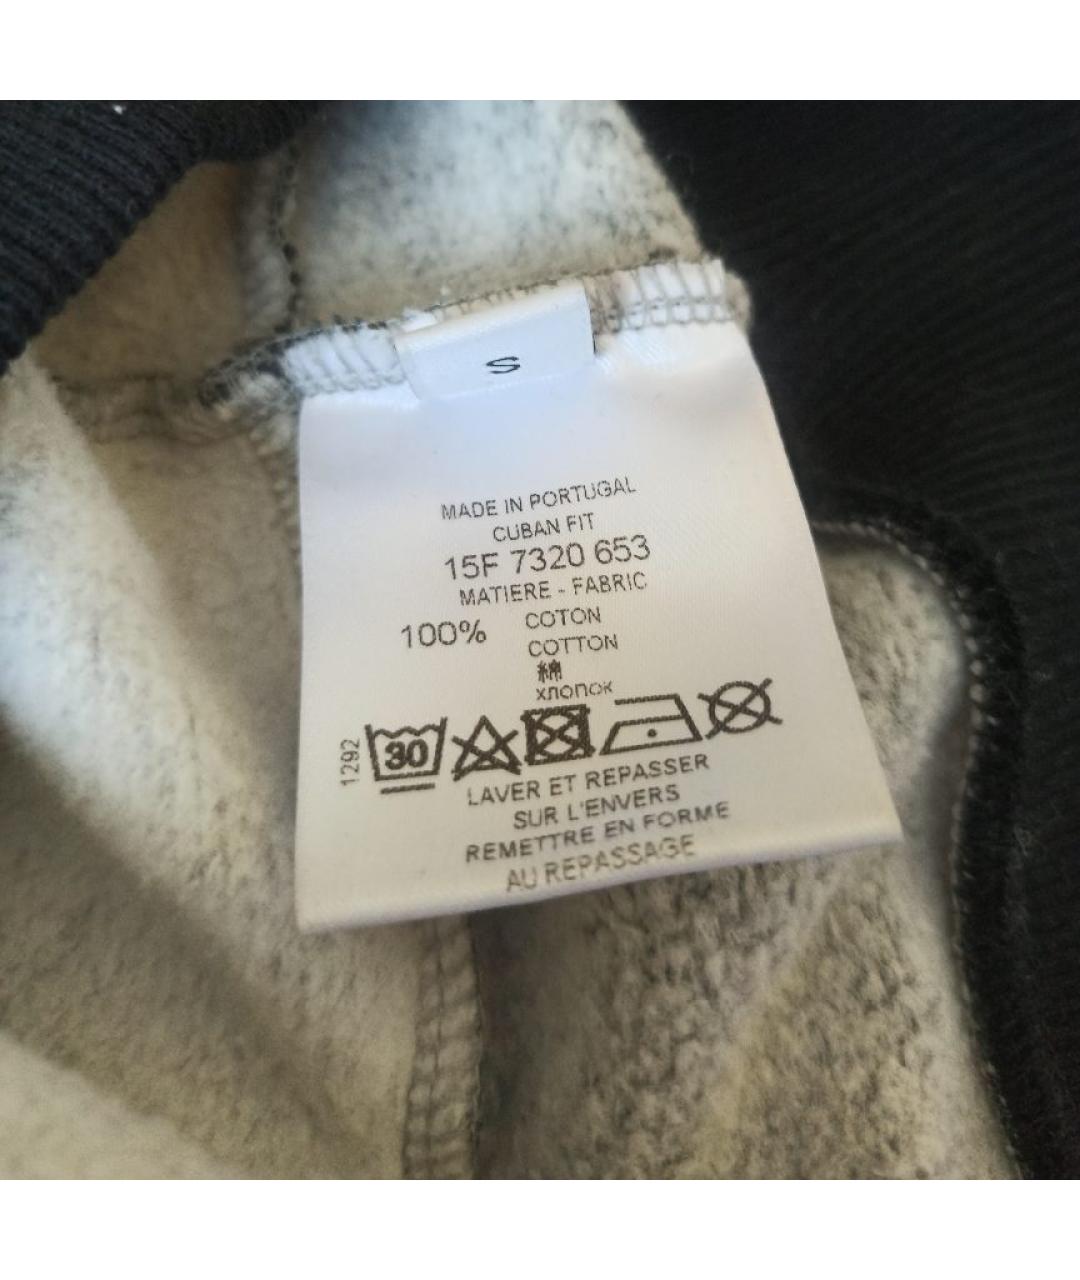 S
MADE IN PORTUGAL
CUBAN FIT
15F 7320 653
MATIERE - FABRIC
100% COTON
COTTON
綿
хлопок
1292
30
LAVER ET REPASSER
SUR L'ENVERS
REMETTRE EN FORME
AU REPASSAGE